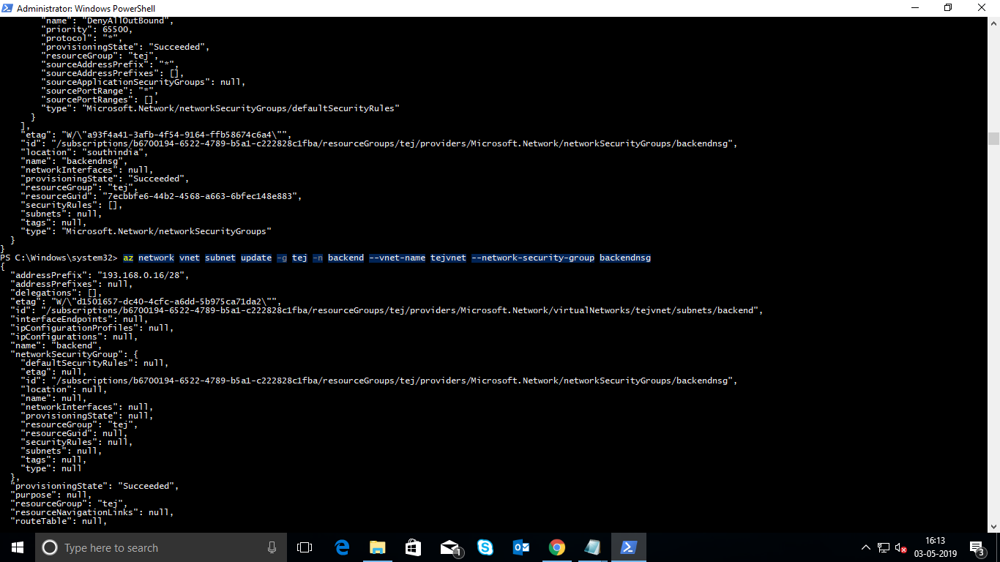 Administrator: Windows PowerShell
"name": "DenyAllOutBound",
"priority": 65500,
"protocol": "*",
"provisioningState": "Succeeded",
"resourceGroup": "tej",
"sourceAddressPrefix": "*",
"sourceAddressPrefixes": [],
"sourceApplicationSecurityGroups": null,
"sourcePortRange": "*",
"sourcePortRanges": [],
"type": "Microsoft.Network/networkSecurityGroups/defaultSecurityRules"
}
],
"etag": "W/\"a93f4a41-3afb-4f54-9164-ffb58674c6a4\"",
"id": "/subscriptions/b6700194-6522-4789-b5a1-c222828c1fba/resourceGroups/tej/providers/Microsoft.Network/networkSecurityGroups/backendnsg",
"location": "southindia",
"name": "backendnsg",
"networkInterfaces": null,
"provisioningState": "Succeeded",
"resourceGroup": "tej",
"resourceGuid": "7ecbbfe6-44b2-4568-a663-6bfec148e883",
"securityRules": [],
"subnets": null,
"tags": null,
"type": "Microsoft.Network/networkSecurityGroups"
}
}
PS C:\Windows\system32> az network vnet subnet update -g tej -n backend --vnet-name tejvnet --network-security-group backendnsg
{
"addressPrefix": "193.168.0.16/28",
"addressPrefixes": null,
"delegations": [],
"etag": "W/\"d1501657-dc40-4cfc-a6dd-5b975ca71da2\"",
"id": "/subscriptions/b6700194-6522-4789-b5a1-c222828c1fba/resourceGroups/tej/providers/Microsoft.Network/virtualNetworks/tejvnet/subnets/backend",
"interfaceEndpoints": null,
"ipConfigurationProfiles": null,
"ipConfigurations": null,
"name": "backend",
"networkSecurityGroup": {
"defaultSecurityRules": null,
"etag": null,
"id": "/subscriptions/b6700194-6522-4789-b5a1-c222828c1fba/resourceGroups/tej/providers/Microsoft.Network/networkSecurityGroups/backendnsg",
"location": null,
"name": null,
"networkInterfaces": null,
"provisioningState": null,
"resourceGroup": "tej",
"resourceGuid": null,
"securityRules": null,
"subnets": null,
"tags": null,
"type": null
},
"provisioningState": "Succeeded",
"purpose": null,
"resourceGroup": "tej",
"resourceNavigationLinks": null,
"routeTable": null,
Type here to search
1
16:13
03-05-2019
3